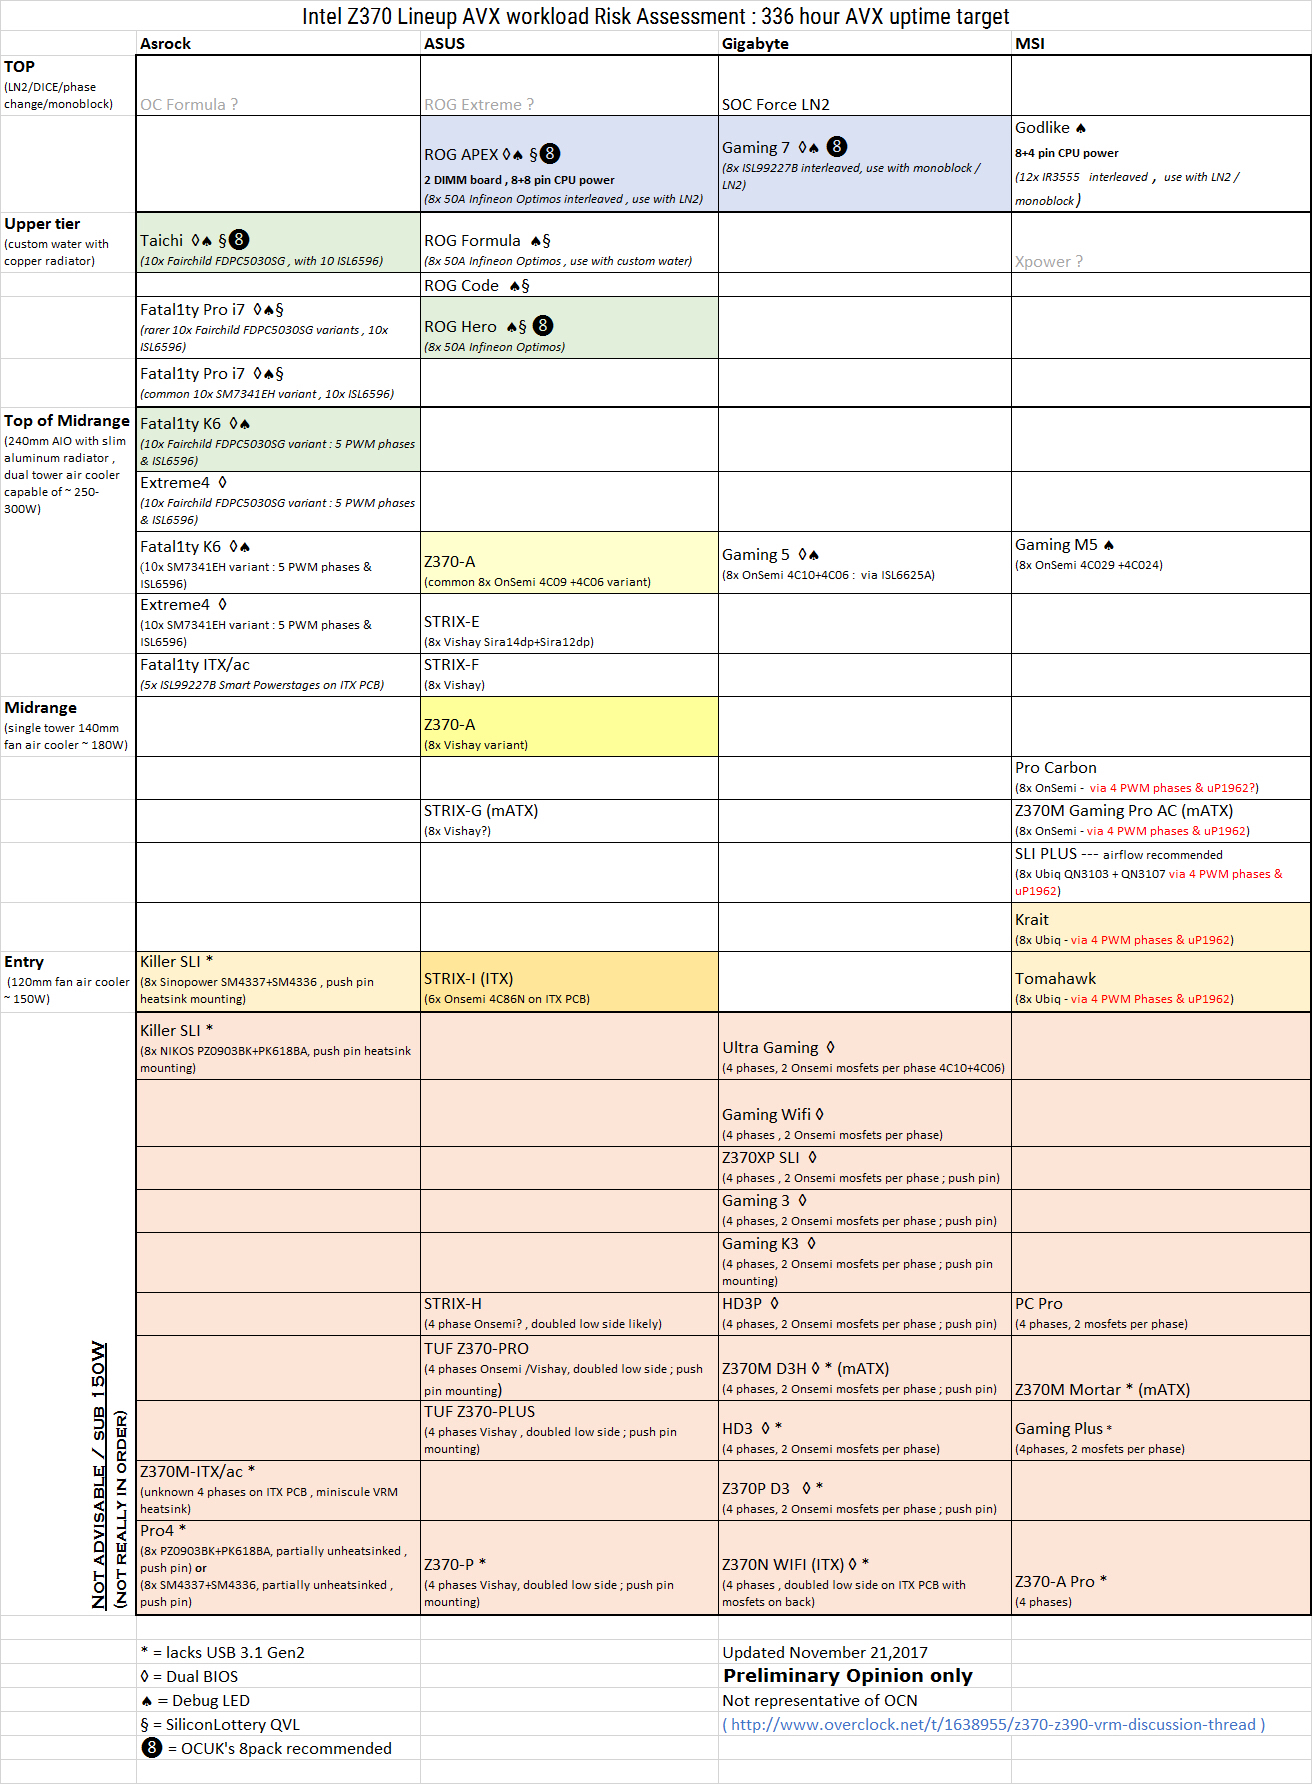 Intel Z370 Lineup AVX workload Risk Assessment : 336 hour AVX uptime target
Asrock
ASUS
Gigabyte
MSI
TOP
(LN2/DICE/phase
change/monoblock)
OC Formula ?
ROG Extreme ?
SOC Force LN2
ROG APEX ◊♠ §❽
2 DIMM board , 8+8 pin CPU power
(8x 50A Infineon Optimos interleaved , use with LN2)
Gaming 7 ◊♠ ❽
(8x ISL99227B interleaved, use with monoblock /
LN2)
Godlike ♠
8+4 pin CPU power
(12x IR3555 interleaved , use with LN2 /
monoblock)
Upper tier
(custom water with
copper radiator)
Taichi ◊♠ §❽
(10x Fairchild FDPC5030SG , with 10 ISL6596)
ROG Formula ♠§
(8x 50A Infineon Optimos , use with custom water)
Xpower ?
ROG Code ♠§
Fatal1ty Pro i7 ◊♠§
(rarer 10x Fairchild FDPC5030SG variants , 10x
ISL6596)
ROG Hero ♠§ ❽
(8x 50A Infineon Optimos)
Fatal1ty Pro i7 ◊♠§
(common 10x SM7341EH variant , 10x ISL6596)
Top of Midrange
(240mm AIO with slim
aluminum radiator ,
dual tower air cooler
capable of ~ 250-
300W)
Fatal1ty K6 ◊♠
(10x Fairchild FDPC5030SG variant : 5 PWM phases
& ISL6596)
Extreme4 ◊
(10x Fairchild FDPC5030SG variant : 5 PWM phases
& ISL6596)
Fatal1ty K6 ◊♠
(10x SM7341EH variant : 5 PWM phases &
ISL6596)
Z370-A
(common 8x OnSemi 4C09 +4C06 variant)
Gaming 5 ◊♠
(8x OnSemi 4C10+4C06 : via ISL6625A)
Gaming M5 ♠
(8x OnSemi 4C029 +4C024)
Extreme4 ◊
(10x SM7341EH variant : 5 PWM phases &
ISL6596)
STRIX-E
(8x Vishay Sira14dp+Sira12dp)
Fatal1ty ITX/ac
(5x ISL99227B Smart Powerstages on ITX PCB)
STRIX-F
(8x Vishay)
Midrange
(single tower 140mm
fan air cooler ~ 180W)
Z370-A
(8x Vishay variant)
Pro Carbon
(8x OnSemi - via 4 PWM phases & uP1962?)
STRIX-G (mATX)
(8x Vishay?)
Z370M Gaming Pro AC (mATX)
(8x OnSemi - via 4 PWM phases & uP1962)
SLI PLUS --- airflow recommended
(8x Ubiq QN3103 + QN3107 via 4 PWM phases &
uP1962)
Krait
(8x Ubiq - via 4 PWM phases & uP1962)
Entry
(120mm fan air cooler
~ 150W)
Killer SLI *
(8x Sinopower SM4337+SM4336 , push pin
heatsink mounting)
STRIX-I (ITX)
(6x Onsemi 4C86N on ITX PCB)
Tomahawk
(8x Ubiq - via 4 PWM Phases & uP1962)
NOT ADVISABLE / SUB 150W
(NOT REALLY IN ORDER)
Killer SLI *
(8x NIKOS PZ0903BK+PK618BA, push pin heatsink
mounting)
Ultra Gaming ◊
(4 phases, 2 Onsemi mosfets per phase 4C10+4C06)
Gaming Wifi ◊
(4 phases , 2 Onsemi mosfets per phase)
Z370XP SLI ◊
(4 phases , 2 Onsemi mosfets per phase ; push pin)
Gaming 3 ◊
(4 phases, 2 Onsemi mosfets per phase ; push pin)
Gaming K3 ◊
(4 phases, 2 Onsemi mosfets per phase ; push pin
mounting)
STRIX-H
(4 phase Onsemi? , doubled low side likely)
HD3P ◊
(4 phases, 2 Onsemi mosfets per phase ; push pin)
PC Pro
(4 phases, 2 mosfets per phase)
TUF Z370-PRO
(4 phases Onsemi /Vishay, doubled low side ; push
pin mounting)
Z370M D3H ◊ * (mATX)
(4 phases, 2 Onsemi mosfets per phase ; push pin)
Z370M Mortar * (mATX)
TUF Z370-PLUS
(4 phases Vishay , doubled low side ; push pin
mounting)
HD3 ◊ *
(4 phases, 2 Onsemi mosfets per phase)
Gaming Plus *
(4phases, 2 mosfets per phase)
Z370M-ITX/ac *
(unknown 4 phases on ITX PCB , miniscule VRM
heatsink)
Z370P D3 ◊ *
(4 phases, 2 Onsemi mosfets per phase ; push pin)
Pro4 *
(8x PZ0903BK+PK618BA, partially unheatsinked ,
push pin) or
(8x SM4337+SM4336, partially unheatsinked ,
push pin)
Z370-P *
(4 phases Vishay, doubled low side ; push pin
mounting)
Z370N WIFI (ITX) ◊ *
(4 phases , doubled low side on ITX PCB with
mosfets on back)
Z370-A Pro *
(4 phases)
* = lacks USB 3.1 Gen2
◊ = Dual BIOS
♠ = Debug LED
§ = SiliconLottery QVL
❽ = OCUK's 8pack recommended
Updated November 21,2017
Preliminary Opinion only
Not representative of OCN
( http://www.overclock.net/t/1638955/z370-z390-vrm-discussion-thread )